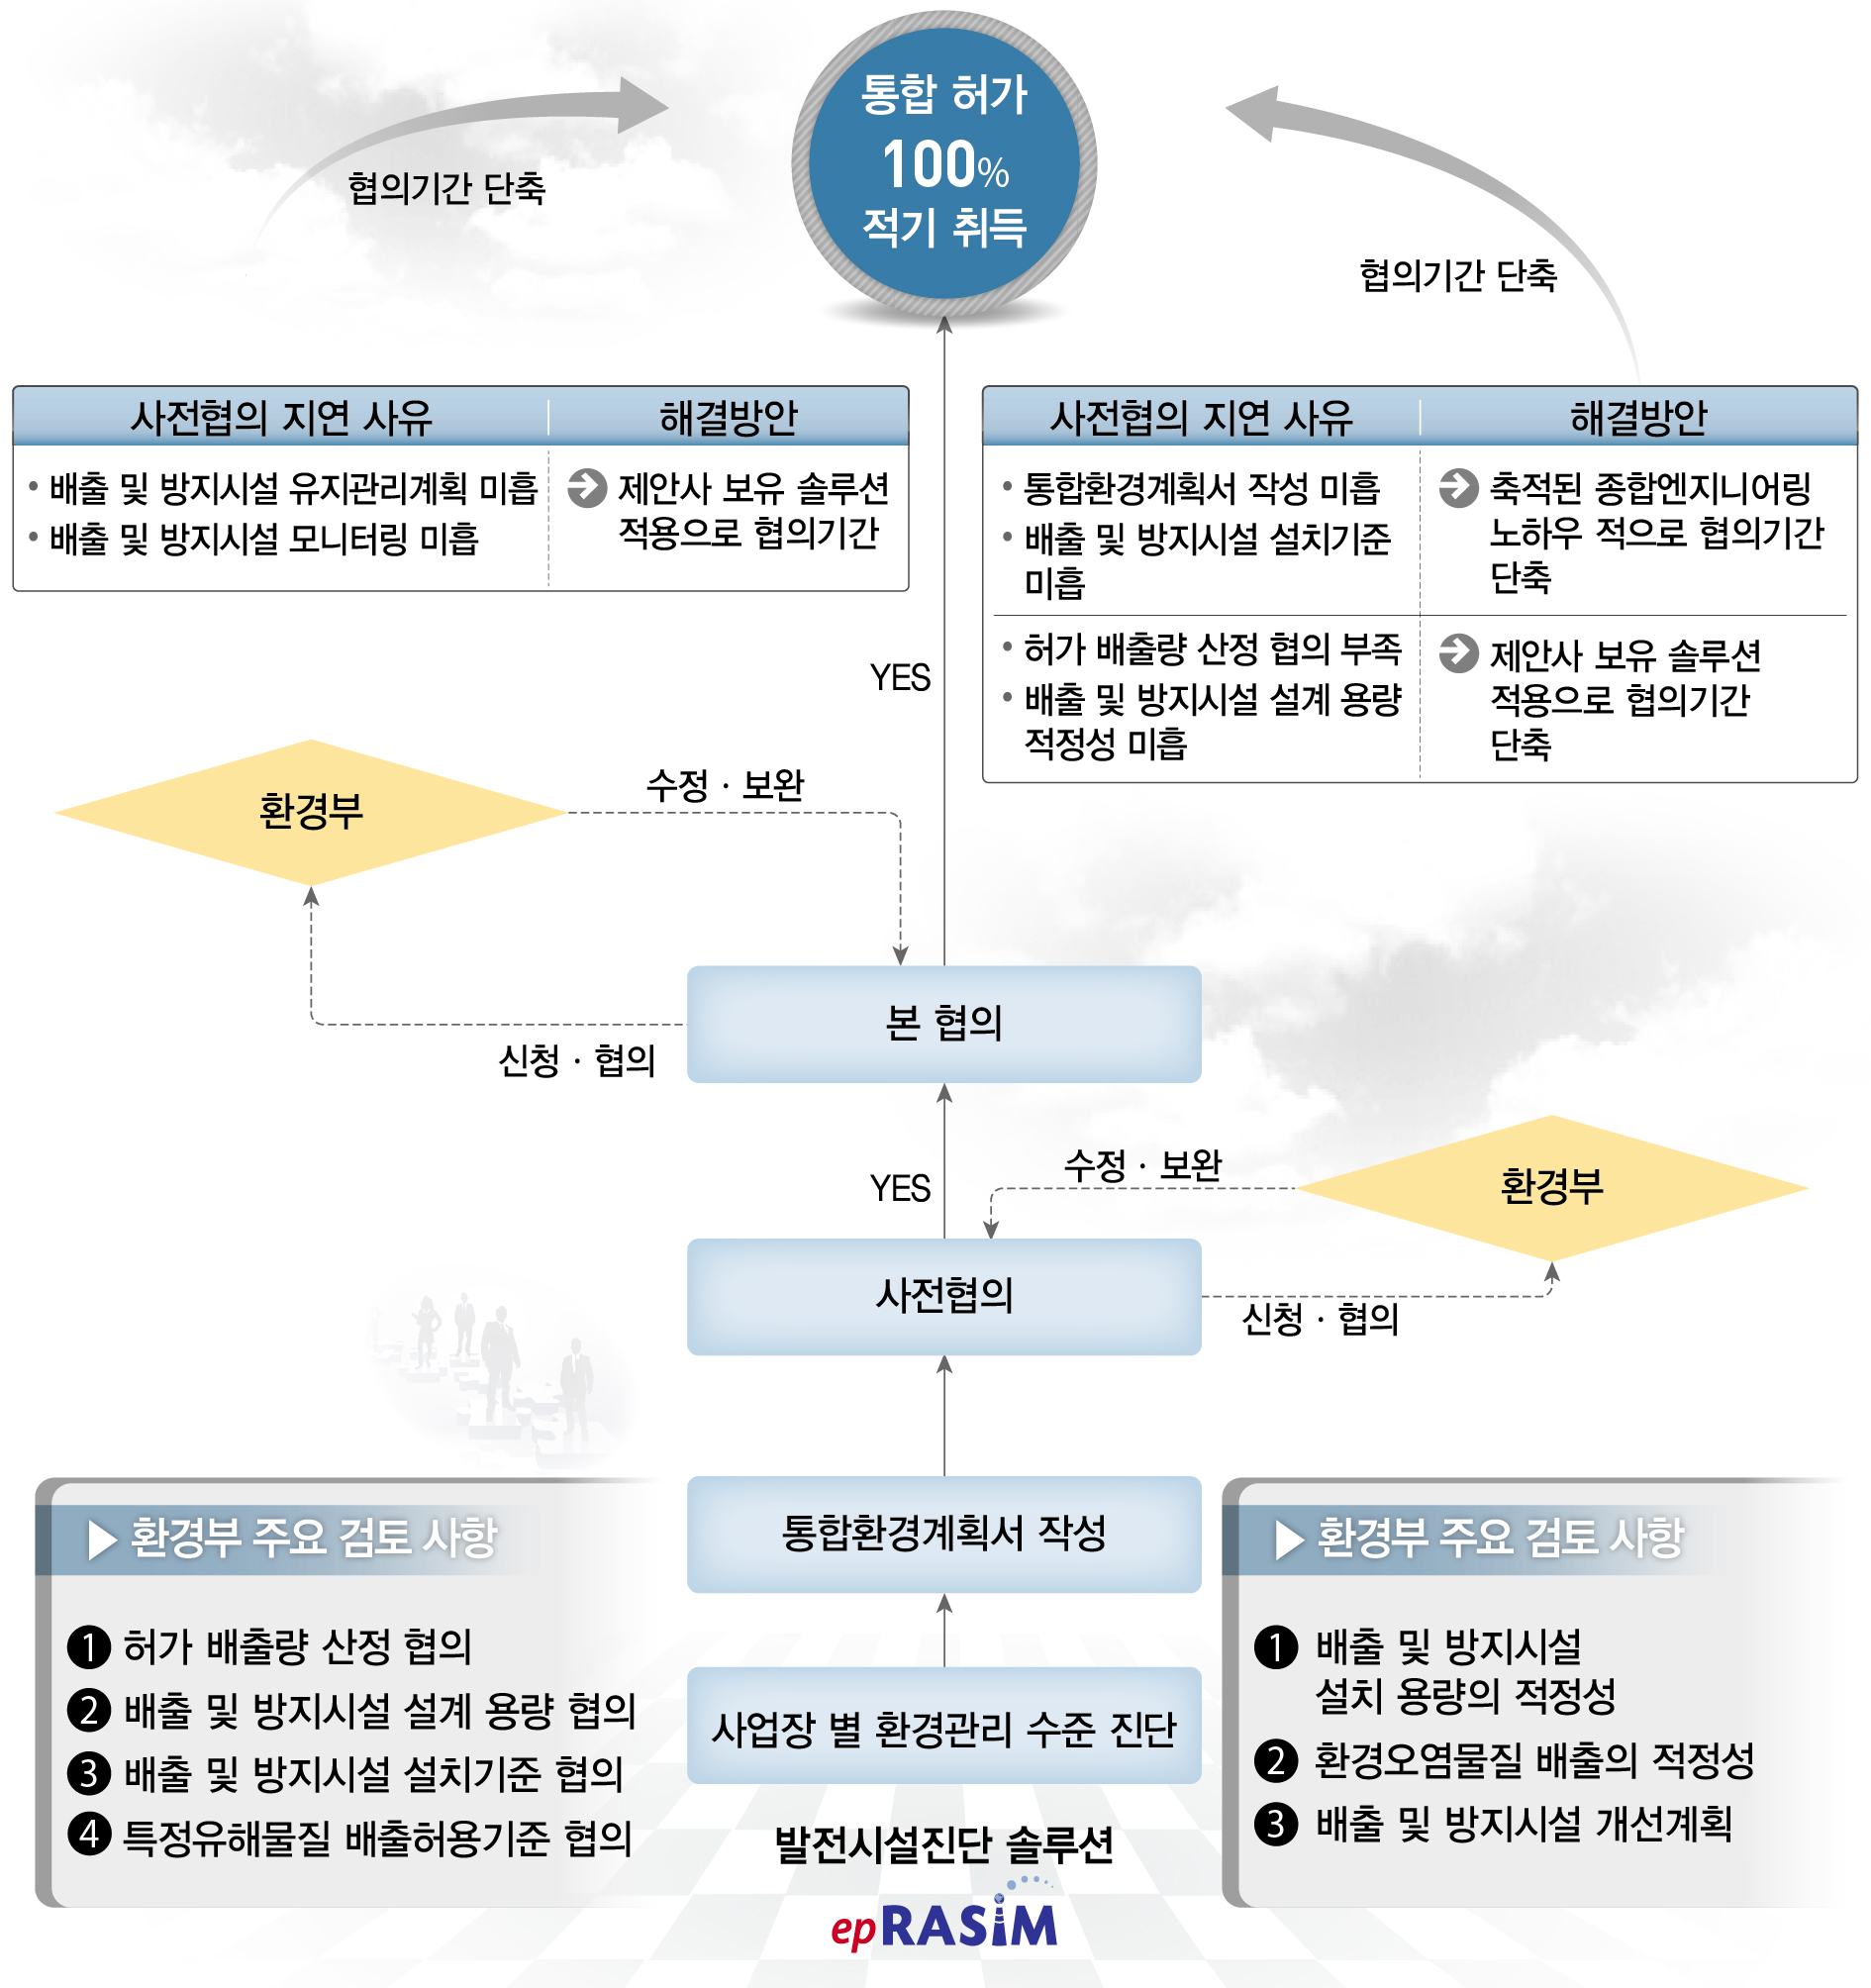 통합 허가
100%
적기 취득
협의기간 단축
협의기간 단축
사전협의 지연 사유
해결방안
• 배출 및 방지시설 유지관리계획 미흡
• 배출 및 방지시설 모니터링 미흡
제안사 보유 솔루션
적용으로 협의기간
사전협의 지연 사유
해결방안
• 통합환경계획서 작성 미흡
• 배출 및 방지시설 설치기준
미흡
축적된 종합엔지니어링
노하우 적으로 협의기간
단축
• 허가 배출량 산정 협의 부족
• 배출 및 방지시설 설계 용량
적정성 미흡
제안사 보유 솔루션
적용으로 협의기간
단축
YES
환경부
수정 · 보완
본 협의
신청 · 협의
YES
수정 · 보완
환경부
사전협의
신청 · 협의
통합환경계획서 작성
사업장 별 환경관리 수준 진단
발전시설진단 솔루션
epRASiM
▶ 환경부 주요 검토 사항
❶ 허가 배출량 산정 협의
❷ 배출 및 방지시설 설계 용량 협의
❸ 배출 및 방지시설 설치기준 협의
❹ 특정유해물질 배출허용기준 협의
▶ 환경부 주요 검토 사항
❶ 배출 및 방지시설
설치 용량의 적정성
❷ 환경오염물질 배출의 적정성
❸ 배출 및 방지시설 개선계획